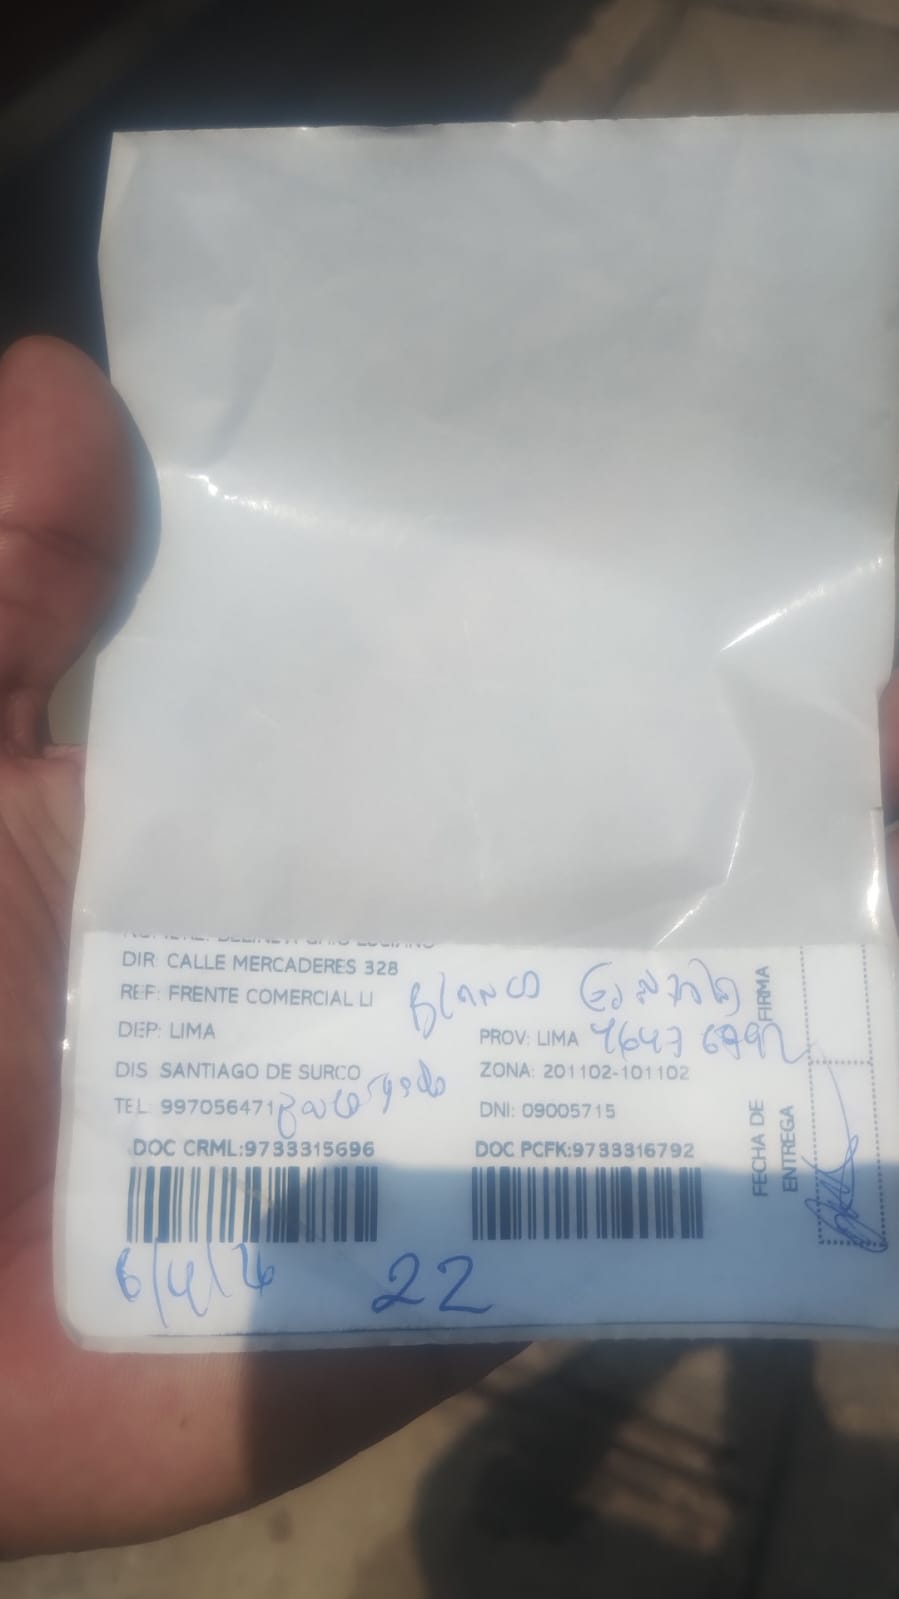 DIR: CALLE MERCADERES 328
REF: FRENTE COMERCIAL LI
Blanco
DEP: LIMA
PROV: LIMA
DIS: SANTIAGO DE SURCO
ZONA: 201102-101102
TEL: 997056471
DNI: 09005715
DOC CRML:9733315696
DOC PCFK:9733316792
FIRMA
FECHA DE
ENTREGA
22